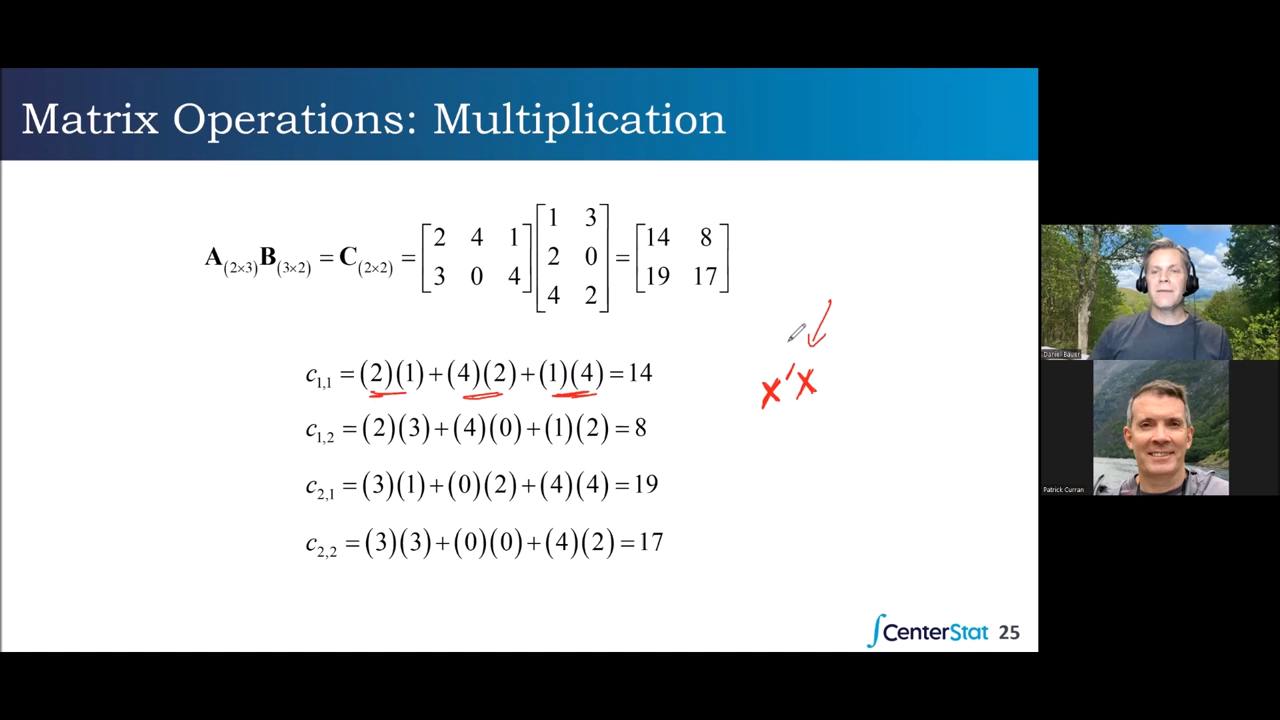 Matrix Operations: Multiplication
A(2×3)B(3×2) = C(2×2) = [2 4 1; 3 0 4] [1 3; 2 0; 4 2] = [14 8; 19 17]
c1,1 = (2)(1)+(4)(2)+(1)(4) = 14
x'x
c1,2 = (2)(3)+(4)(0)+(1)(2) = 8
c2,1 = (3)(1)+(0)(2)+(4)(4) = 19
c2,2 = (3)(3)+(0)(0)+(4)(2) = 17
CenterStat 25
Daniel Bauer
Patrick Curran